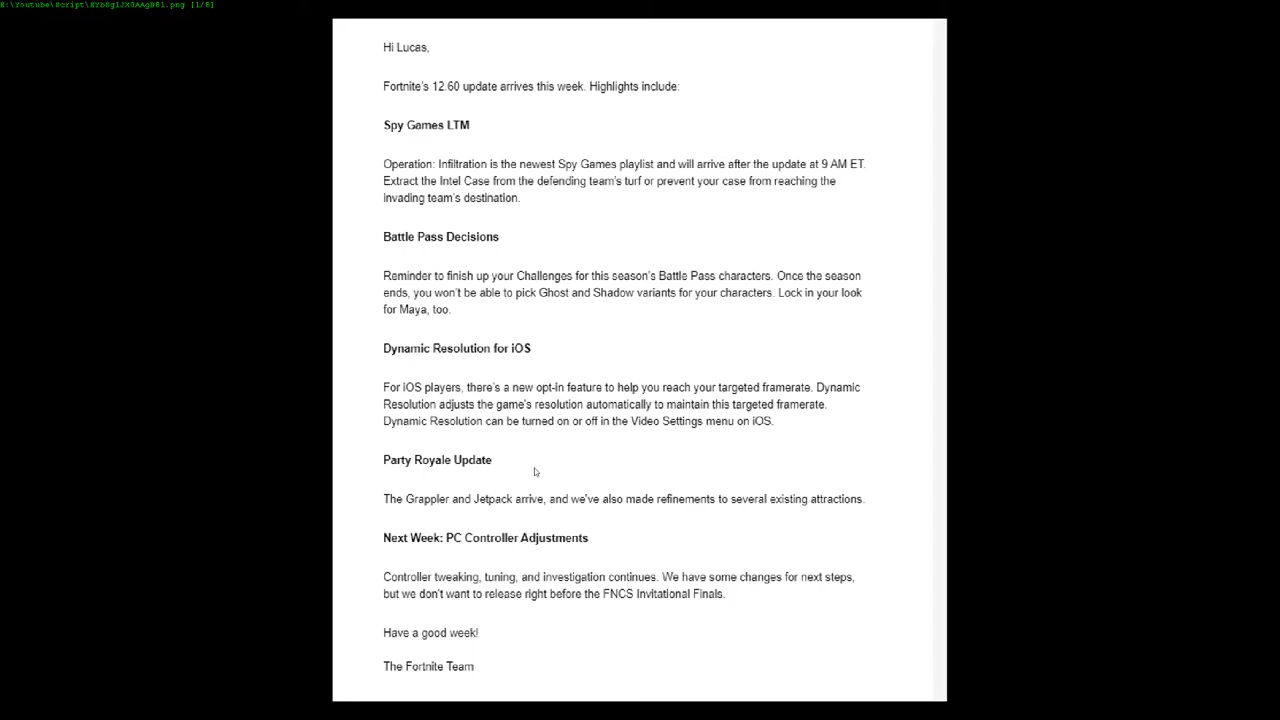 Hi Lucas,
Fortnite's 12.60 update arrives this week. Highlights include:
Spy Games LTM
Operation: Infiltration is the newest Spy Games playlist and will arrive after the update at 9 AM ET.
Extract the Intel Case from the defending team's turf or prevent your case from reaching the
invading team's destination.
Battle Pass Decisions
Reminder to finish up your Challenges for this season's Battle Pass characters. Once the season
ends, you won't be able to pick Ghost and Shadow variants for your characters. Lock in your look
for Maya, too.
Dynamic Resolution for iOS
For iOS players, there's a new opt-in feature to help you reach your targeted framerate. Dynamic
Resolution adjusts the game's resolution automatically to maintain this targeted framerate.
Dynamic Resolution can be turned on or off in the Video Settings menu on iOS.
Party Royale Update
The Grappler and Jetpack arrive, and we've also made refinements to several existing attractions.
Next Week: PC Controller Adjustments
Controller tweaking, tuning, and investigation continues. We have some changes for next steps,
but we don't want to release right before the FNCS Invitational Finals.
Have a good week!
The Fortnite Team